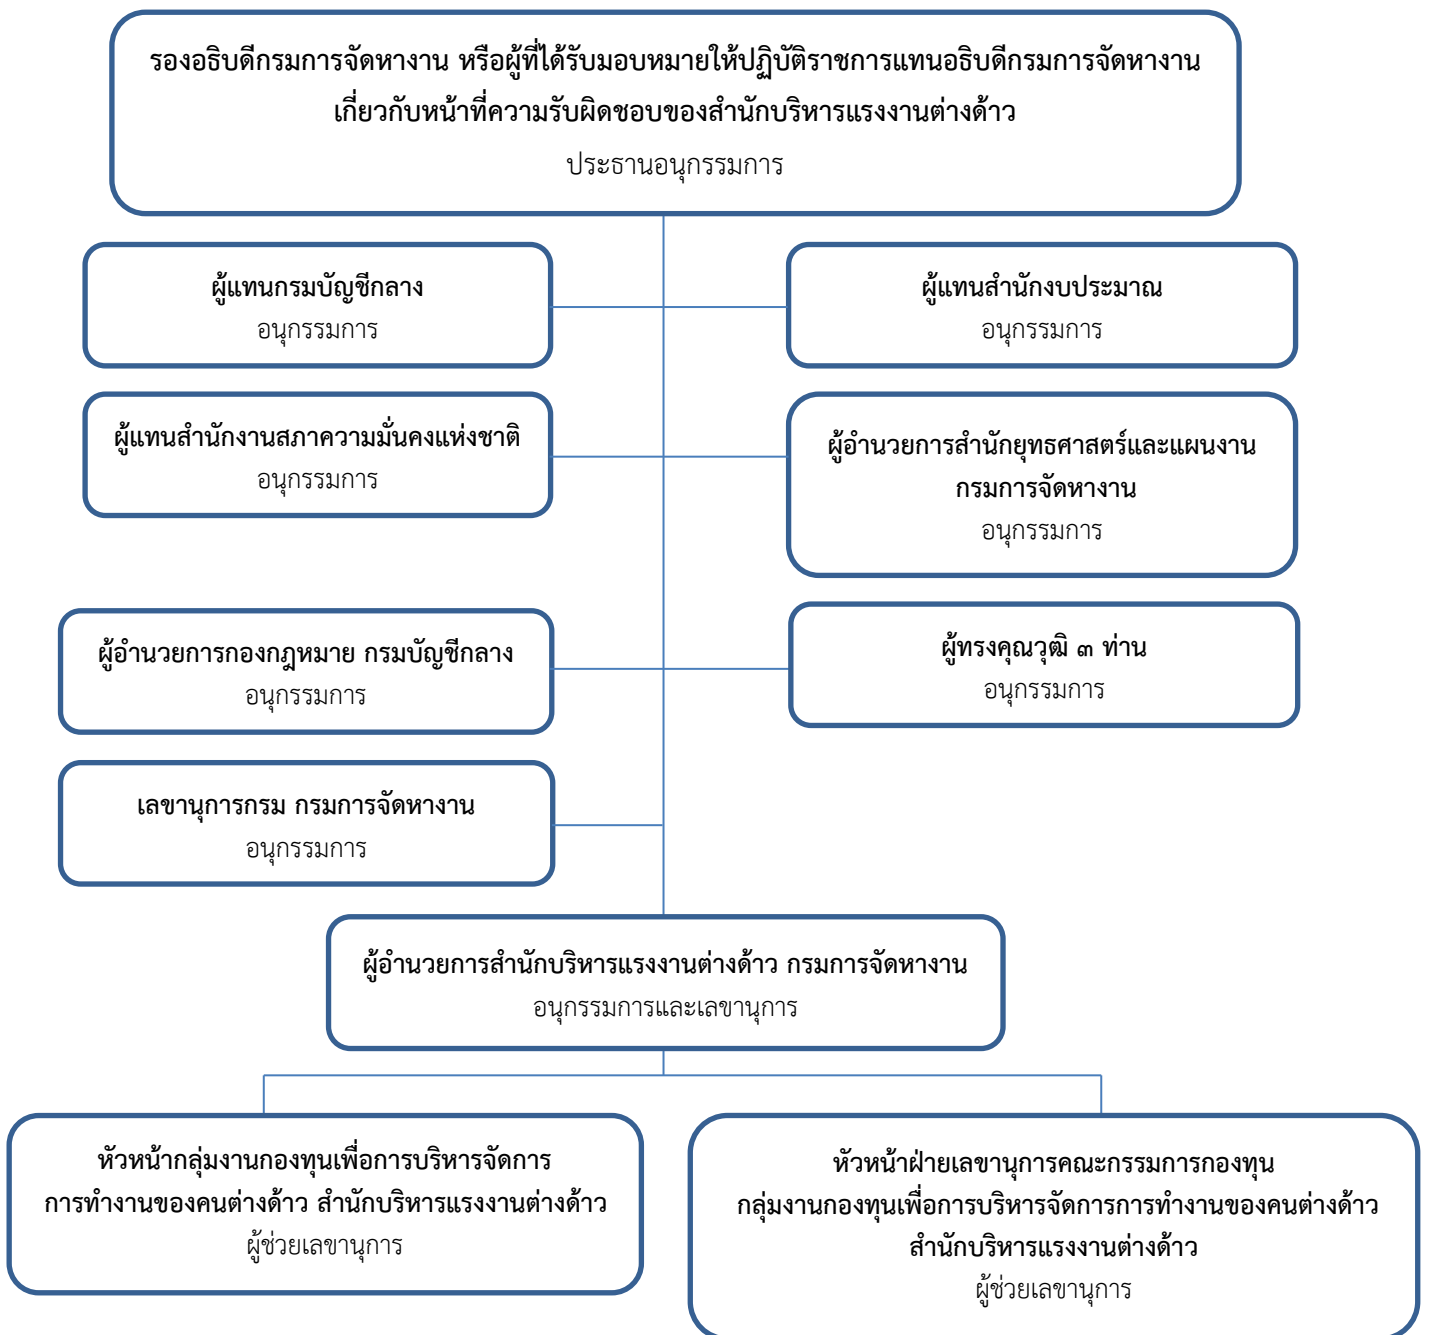 รองอธิบดีกรมการจัดหางาน หรือผู้ที่ได้รับมอบหมายให้ปฏิบัติราชการแทนอธิบดีกรมการจัดหางาน
เกี่ยวกับหน้าที่ความรับผิดชอบของสำนักบริหารแรงงานต่างด้าว
ประธานอนุกรรมการ
ผู้แทนกรมบัญชีกลาง
อนุกรรมการ
ผู้แทนสำนักงบประมาณ
อนุกรรมการ
ผู้แทนสำนักงานสภาความมั่นคงแห่งชาติ
อนุกรรมการ
ผู้อำนวยการสำนักยุทธศาสตร์และแผนงาน
กรมการจัดหางาน
อนุกรรมการ
ผู้อำนวยการกองกฎหมาย กรมบัญชีกลาง
อนุกรรมการ
ผู้ทรงคุณวุฒิ ๓ ท่าน
อนุกรรมการ
เลขานุการกรม กรมการจัดหางาน
อนุกรรมการ
ผู้อำนวยการสำนักบริหารแรงงานต่างด้าว กรมการจัดหางาน
อนุกรรมการและเลขานุการ
หัวหน้ากลุ่มงานกองทุนเพื่อการบริหารจัดการ
การทำงานของคนต่างด้าว สำนักบริหารแรงงานต่างด้าว
ผู้ช่วยเลขานุการ
หัวหน้าฝ่ายเลขานุการคณะกรรมการกองทุน
กลุ่มงานกองทุนเพื่อการบริหารจัดการการทำงานของคนต่างด้าว
สำนักบริหารแรงงานต่างด้าว
ผู้ช่วยเลขานุการ